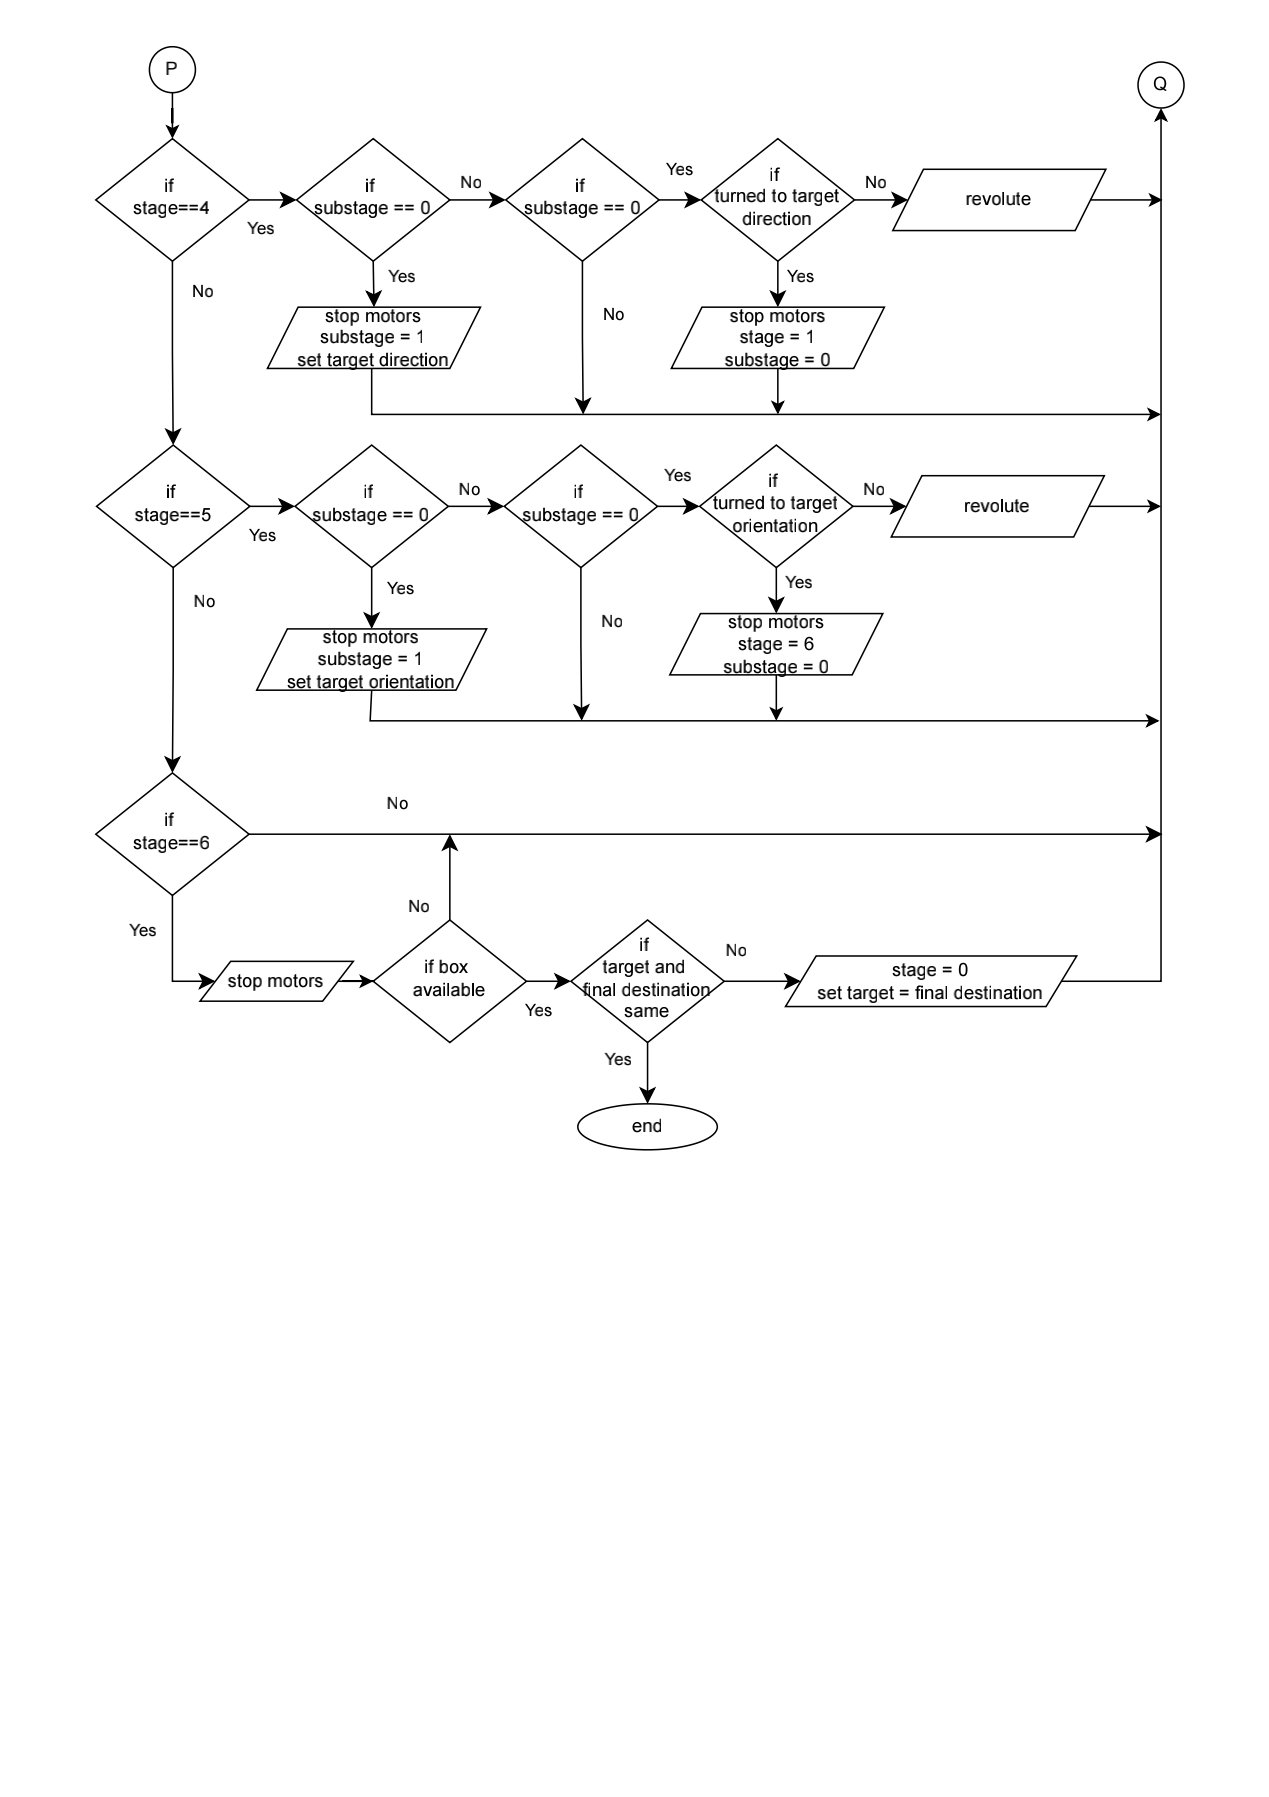 P
Q
if
stage==4
Yes
No
if
substage == 0
No
Yes
stop motors
substage = 1
set target direction
if
substage == 0
Yes
No
if
turned to target
direction
No
Yes
stop motors
stage = 1
substage = 0
revolute
if
stage==5
Yes
No
if
substage == 0
No
Yes
stop motors
substage = 1
set target orientation
if
substage == 0
Yes
No
if
turned to target
orientation
No
Yes
stop motors
stage = 6
substage = 0
revolute
if
stage==6
No
Yes
stop motors
if box
available
No
Yes
if
target and
final destination
same
No
Yes
stage = 0
set target = final destination
end